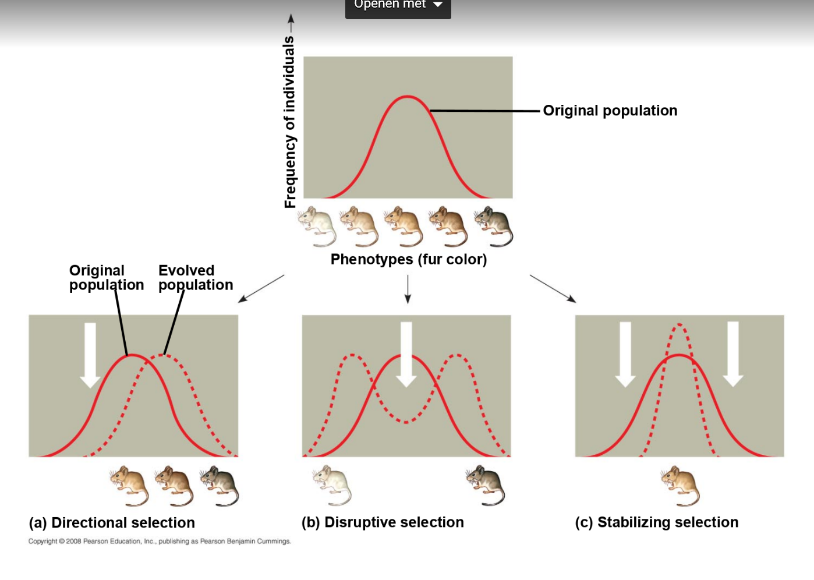 Openen met
Frequency of individuals
Original population
Phenotypes (fur color)
Original
population
Evolved
population
(a) Directional selection
(b) Disruptive selection
(c) Stabilizing selection
Copyright © 2008 Pearson Education, Inc., publishing as Pearson Benjamin Cummings.